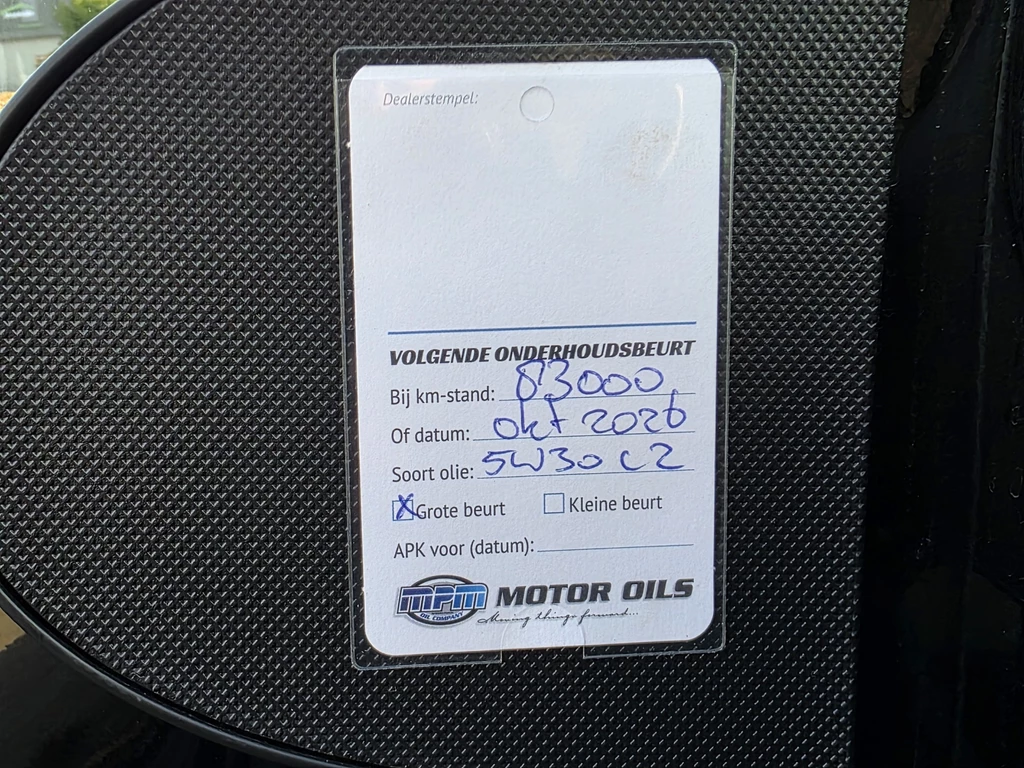 Dealerstempel:
VOLGENDE ONDERHOUDSBEURT
Bij km-stand: 83000
Of datum: okt 2026
Soort olie: 5W30 C2
X Grote beurt Kleine beurt
APK voor (datum):
MPM OIL COMPANY MOTOR OILS
Moving things forward...